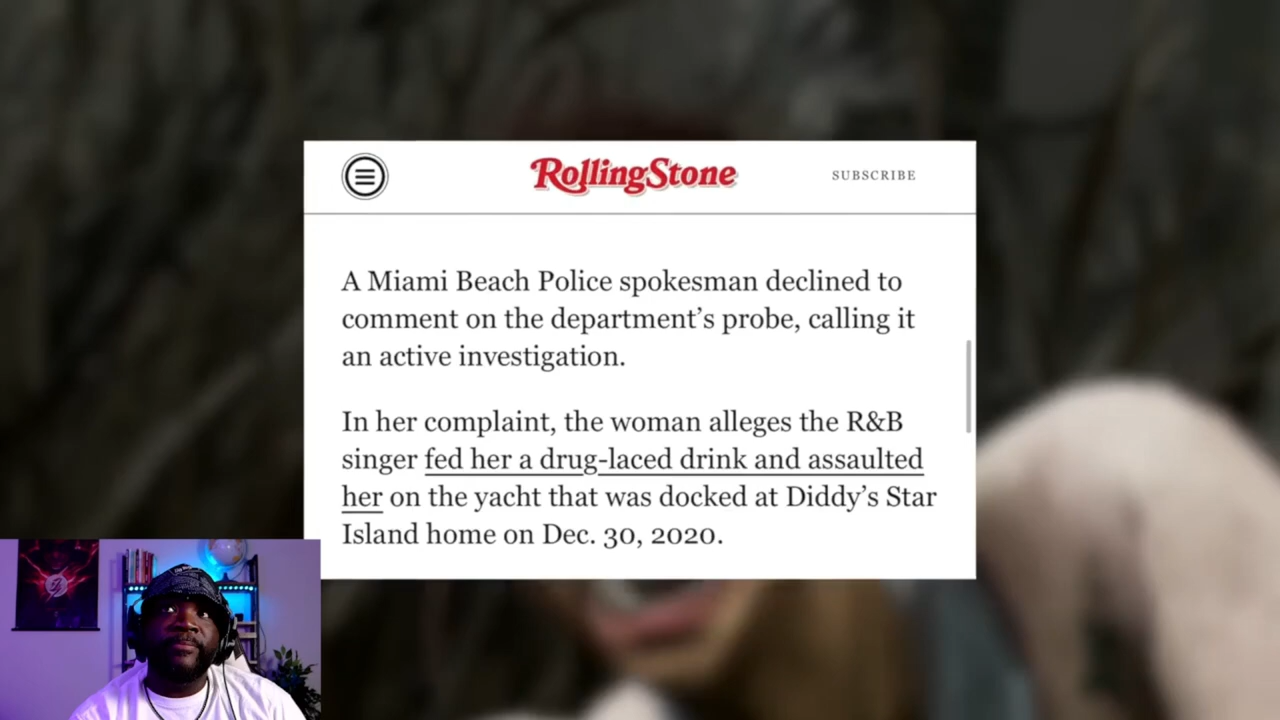 RollingStone
SUBSCRIBE
A Miami Beach Police spokesman declined to
comment on the department’s probe, calling it
an active investigation.
In her complaint, the woman alleges the R&B
singer fed her a drug-laced drink and assaulted
her on the yacht that was docked at Diddy’s Star
Island home on Dec. 30, 2020.